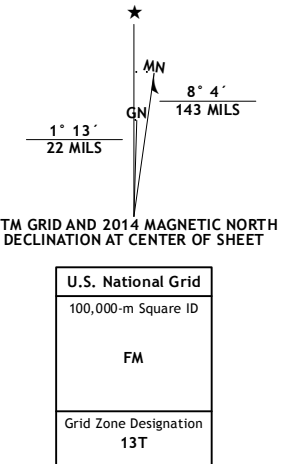 MN
GN
8° 4´
143 MILS
1° 13´
22 MILS
TM GRID AND 2014 MAGNETIC NORTH
DECLINATION AT CENTER OF SHEET
U.S. National Grid
100,000-m Square ID
FM
Grid Zone Designation
13T